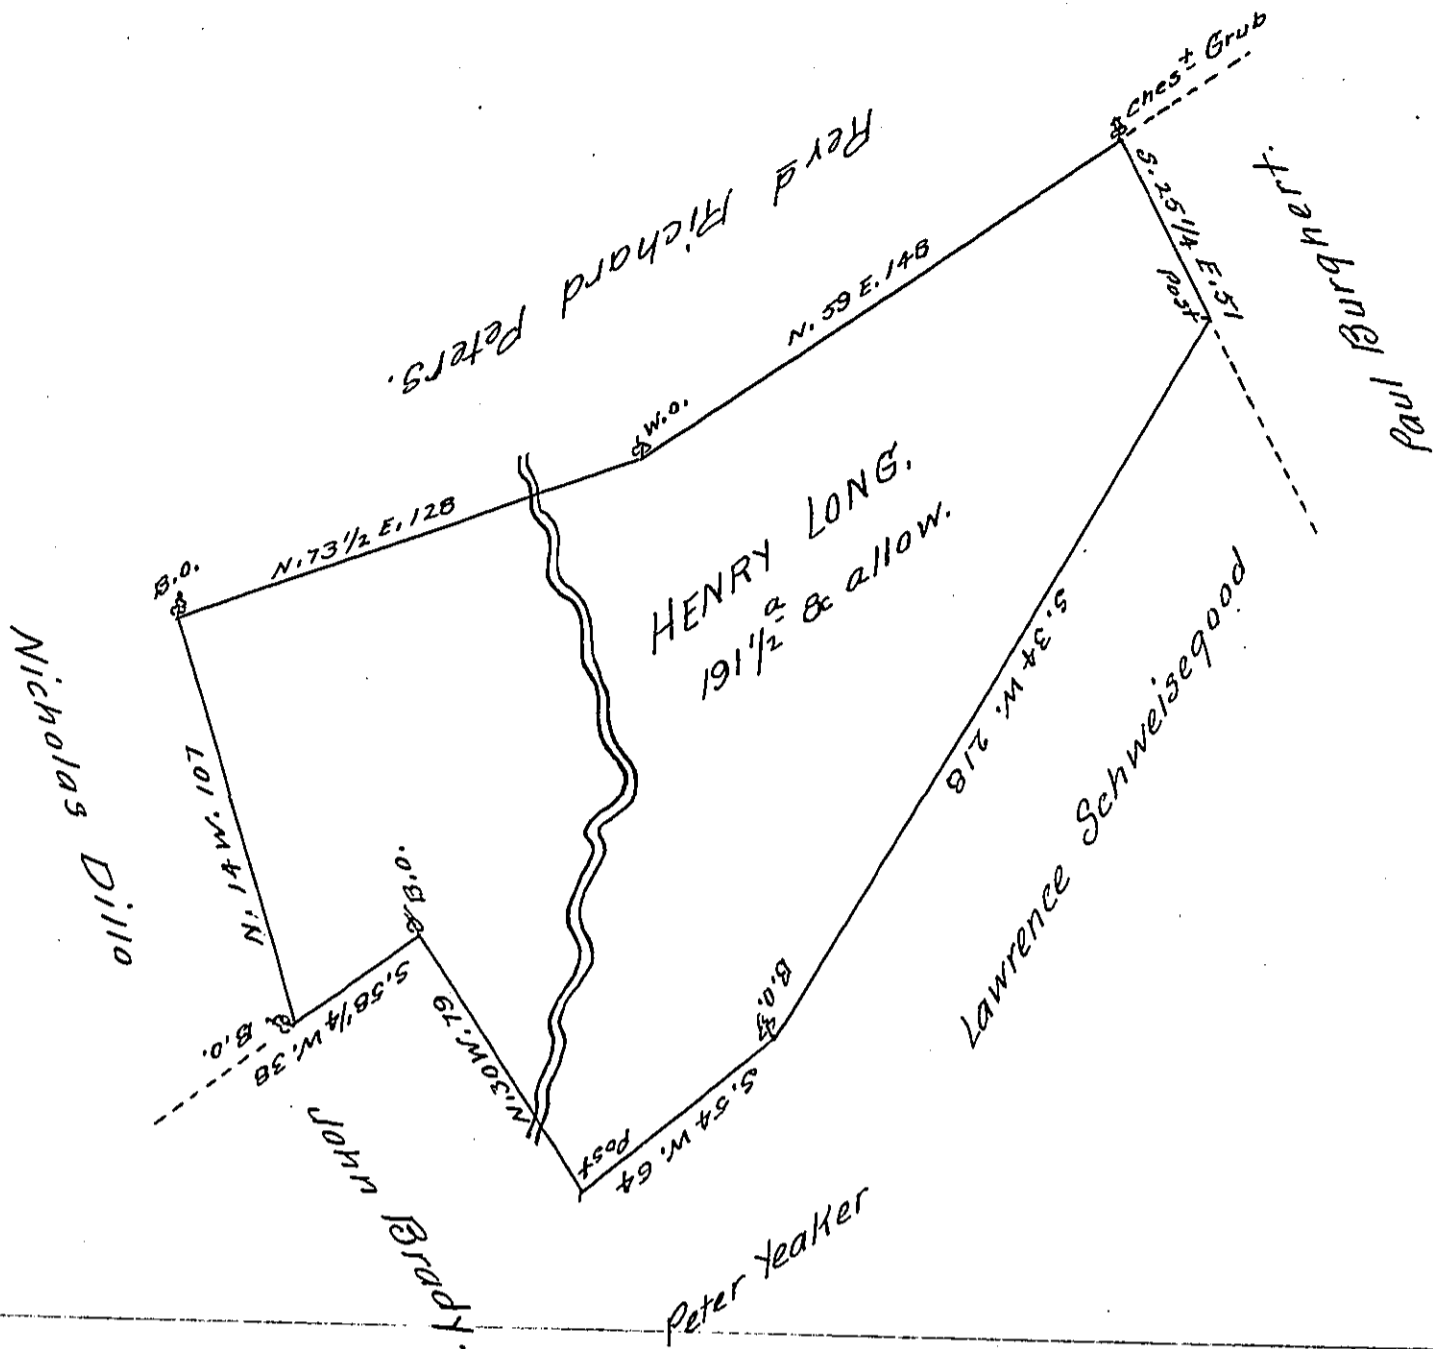 chest Grub
S. 25 1/4 E. 51
Post
Paul Burghert.
Revd Richard Peters.
N. 59 E. 148
W.O.
N. 73 1/2 E. 128
B.O.
HENRY LONG.
191 1/2 a & allow.
S. 34 W. 218
Lawrence Schweisegood
Nicholas Dillo
N. 14 W. 107
B.O.
S. 58 1/4 W. 38
B.O.
N. 30 W. 79
Post
S. 54 W. 64
B.O.
John Brady.
Peter Yeaker